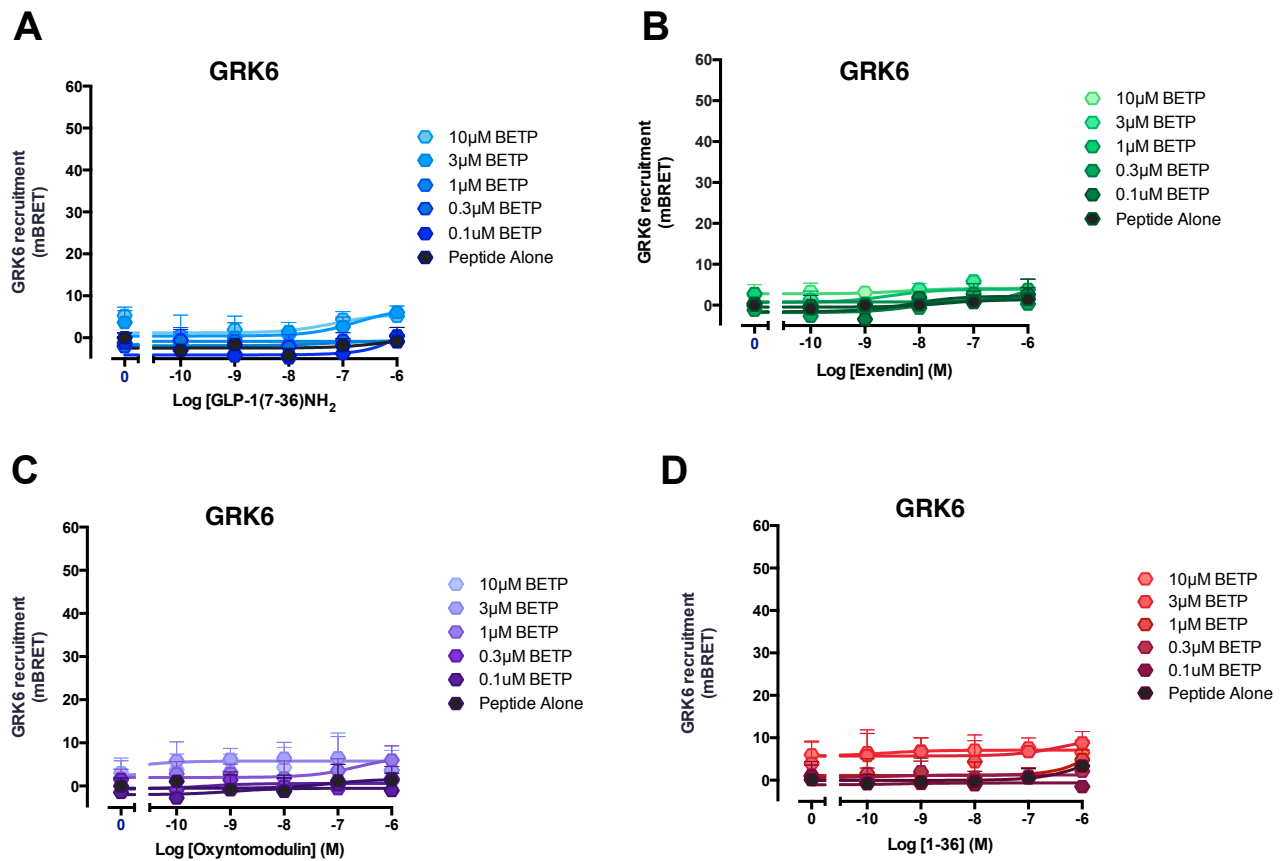 A
GRK6
60
50
40
30
20
10
0
GRK6 recruitment
(mBRET)
0 -10 -9 -8 -7 -6
Log [GLP-1(7-36)NH2
10µM BETP
3µM BETP
1µM BETP
0.3µM BETP
0.1uM BETP
Peptide Alone
B
GRK6
60
50
40
30
20
10
0
GRK6 recruitment
(mBRET)
0 -10 -9 -8 -7 -6
Log [Exendin] (M)
10µM BETP
3µM BETP
1µM BETP
0.3µM BETP
0.1uM BETP
Peptide Alone
C
GRK6
60
50
40
30
20
10
0
GRK6 recruitment
(mBRET)
0 -10 -9 -8 -7 -6
Log [Oxyntomodulin] (M)
10µM BETP
3µM BETP
1µM BETP
0.3µM BETP
0.1uM BETP
Peptide Alone
D
GRK6
60
50
40
30
20
10
0
GRK6 recruitment
(mBRET)
0 -10 -9 -8 -7 -6
Log [1-36] (M)
10µM BETP
3µM BETP
1µM BETP
0.3µM BETP
0.1uM BETP
Peptide Alone